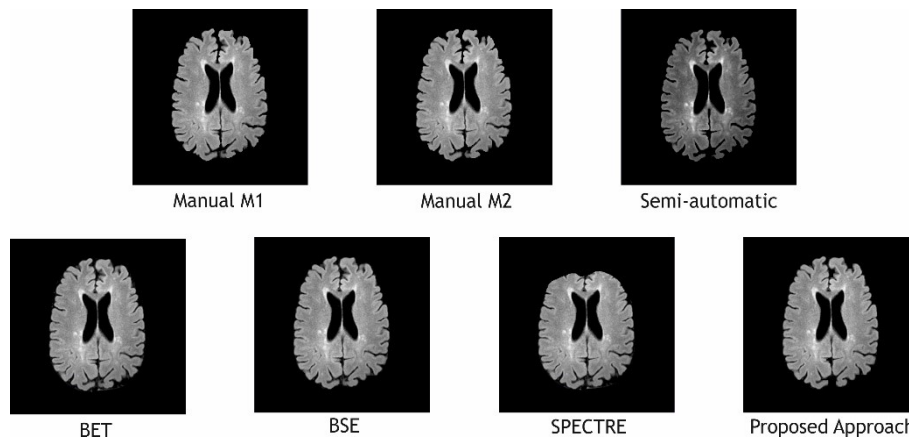 Manual M1
Manual M2
Semi-automatic
BET
BSE
SPECTRE
Proposed Approach